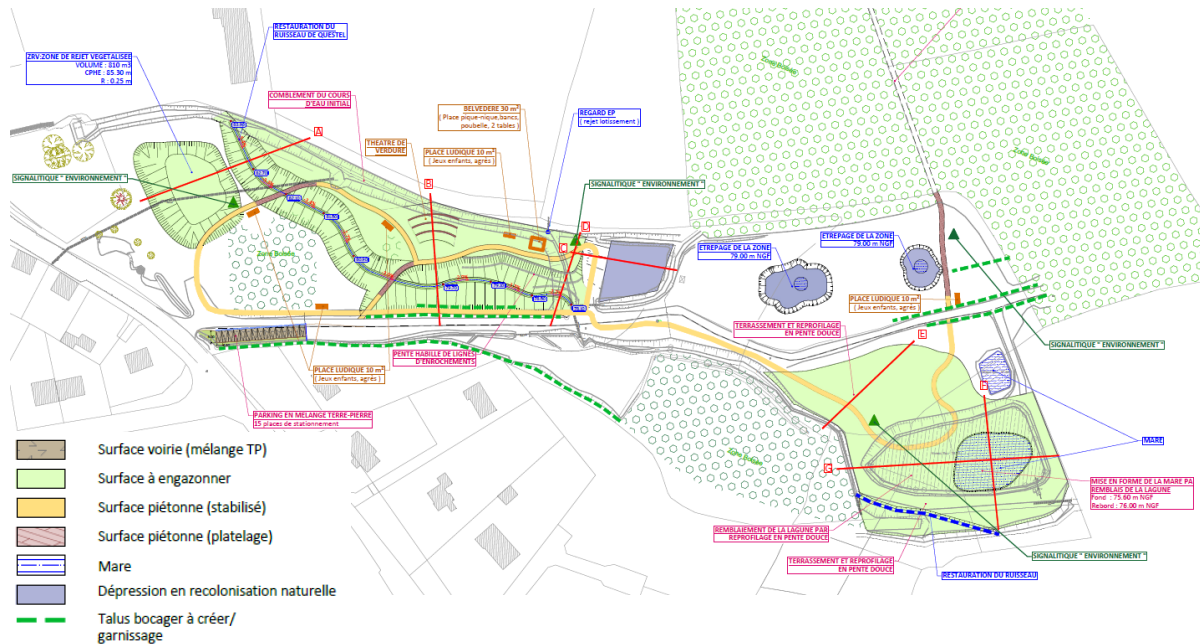 RESTAURATION DU
RUISSEAU DE QUESTEL
ZRV:ZONE DE REJET VEGETALISEE
VOLUME : 810 m3
CPHE : 85.30 m
R : 0.25 m
COMBLEMENT DU COURS
D'EAU INITIAL
BELVEDERE 30 m²
( Place pique-nique,bancs,
poubelle, 2 tables )
REGARD EP
( rejet lotissement )
Zone Boisée
A
THEATRE DE
VERDURE
PLACE LUDIQUE 10 m²
( Jeux enfants, agrès )
SIGNALITIQUE " ENVIRONNEMENT "
B
SIGNALITIQUE " ENVIRONNEMENT "
Zone Boisée
D
C
ETREPAGE DE LA ZONE
79.00 m NGF
ETREPAGE DE LA ZONE
79.00 m NGF
Zone Boisée
PLACE LUDIQUE 10 m²
( Jeux enfants, agrès )
TERRASSEMENT ET REPROFILAGE
EN PENTE DOUCE
E
SIGNALITIQUE " ENVIRONNEMENT "
PENTE HABILLE DE LIGNES
D'ENROCHEMENTS
PLACE LUDIQUE 10 m²
( Jeux enfants, agrès )
F
PARKING EN MELANGE TERRE-PIERRE
15 places de stationnement
MARE
Zone Boisée
G
MISE EN FORME DE LA MARE PA
REMBLAIS DE LA LAGUNE
Fond : 75.60 m NGF
Rebord : 76.00 m NGF
REMBLAIEMENT DE LA LAGUNE PAR
REPROFILAGE EN PENTE DOUCE
SIGNALITIQUE " ENVIRONNEMENT "
TERRASSEMENT ET REPROFILAGE
EN PENTE DOUCE
RESTAURATION DU RUISSEAU
Surface voirie (mélange TP)
Surface à engazonner
Surface piétonne (stabilisé)
Surface piétonne (platelage)
Mare
Dépression en recolonisation naturelle
Talus bocager à créer/
garnissage